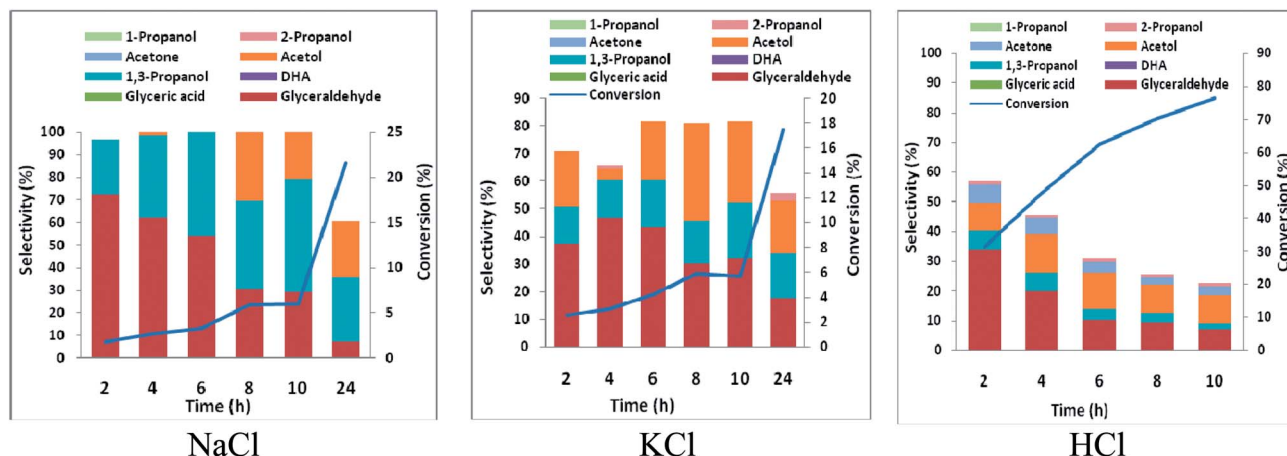 1-Propanol 2-Propanol
Acetone Acetol
1,3-Propanol DHA
Glyceric acid Glyceraldehyde
Conversion
Selectivity (%)
100
90
80
70
60
50
40
30
20
10
0
Conversion (%)
25
20
15
10
5
0
2 4 6 8 10 24
Time (h)
NaCl
1-Propanol 2-Propanol
Acetone Acetol
1,3-Propanol DHA
Glyceric acid Glyceraldehyde
Conversion
Selectivity (%)
90
80
70
60
50
40
30
20
10
0
Conversion (%)
20
18
16
14
12
10
8
6
4
2
0
2 4 6 8 10 24
Time (h)
KCl
1-Propanol 2-Propanol
Acetone Acetol
1,3-Propanol DHA
Glyceric acid Glyceraldehyde
Conversion
Selectivity (%)
100
90
80
70
60
50
40
30
20
10
0
Conversion (%)
90
80
70
60
50
40
30
20
10
0
2 4 6 8 10
Time (h)
HCl